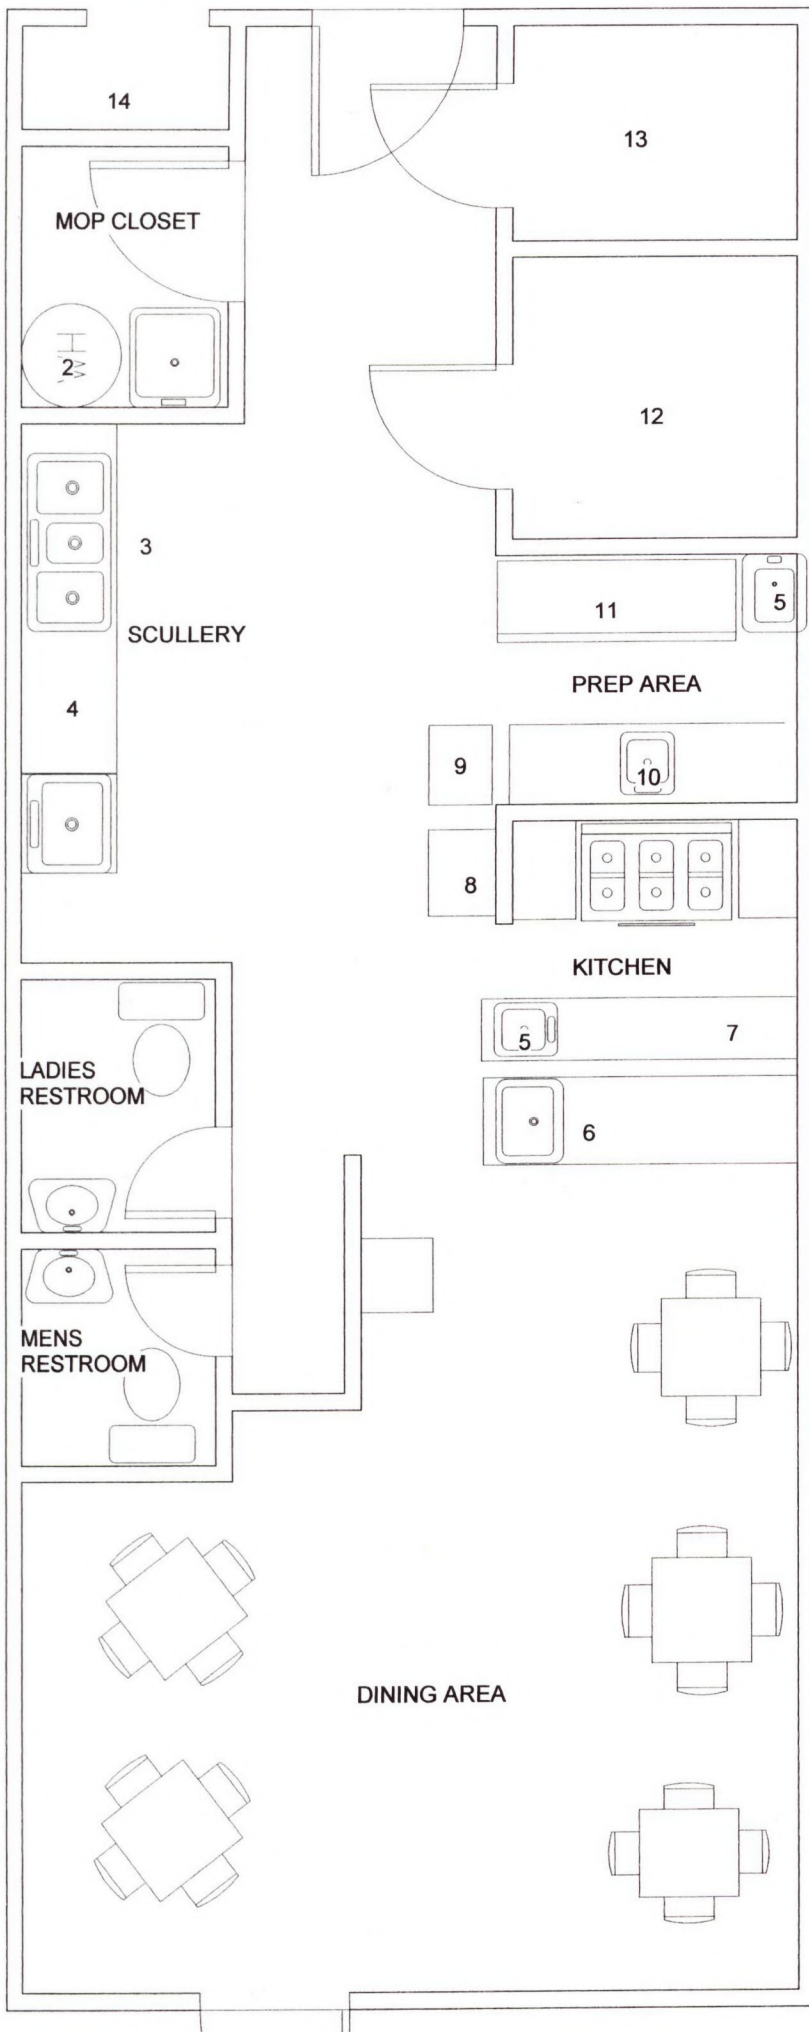 14
13
MOP CLOSET
2
12
3
5
11
SCULLERY
PREP AREA
4
9
10
8
KITCHEN
5
7
LADIES
RESTROOM
6
MENS
RESTROOM
DINING AREA